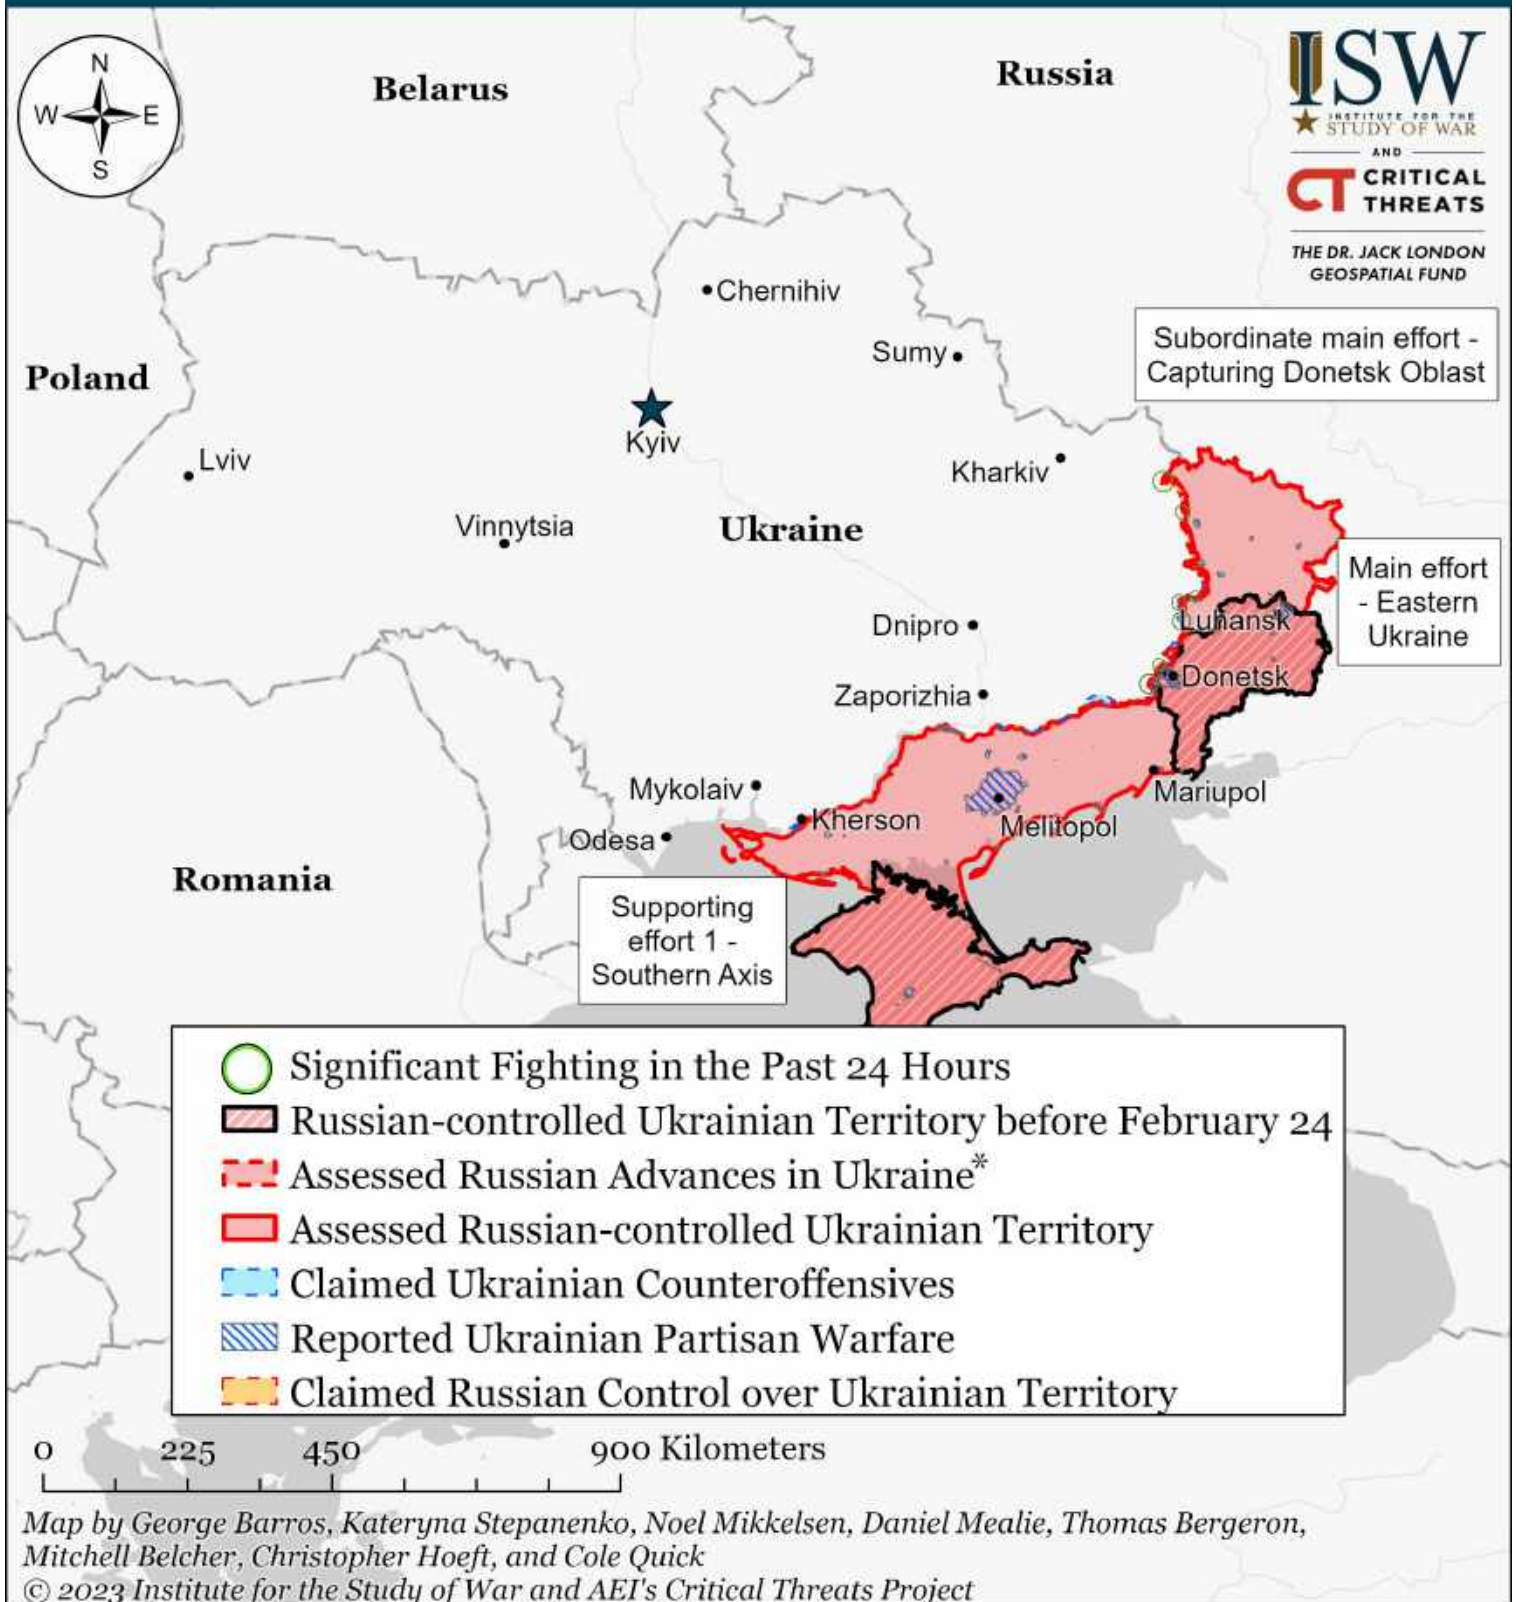 N
W
E
S
Belarus
Russia
ISW
INSTITUTE FOR THE
STUDY OF WAR
AND
CT CRITICAL
THREATS
THE DR. JACK LONDON
GEOSPATIAL FUND
Chernihiv
Subordinate main effort -
Capturing Donetsk Oblast
Sumy
Poland
Kyiv
Lviv
Kharkiv
Vinnytsia
Ukraine
Main effort
- Eastern
Ukraine
Luhansk
Dnipro
Donetsk
Zaporizhia
Mykolaiv
Mariupol
Kherson
Melitopol
Odesa
Romania
Supporting
effort 1 -
Southern Axis
Significant Fighting in the Past 24 Hours
Russian-controlled Ukrainian Territory before February 24
Assessed Russian Advances in Ukraine*
Assessed Russian-controlled Ukrainian Territory
Claimed Ukrainian Counteroffensives
Reported Ukrainian Partisan Warfare
Claimed Russian Control over Ukrainian Territory
0 225 450 900 Kilometers
Map by George Barros, Kateryna Stepanenko, Noel Mikkelsen, Daniel Mealie, Thomas Bergeron,
Mitchell Belcher, Christopher Hoeft, and Cole Quick
© 2023 Institute for the Study of War and AEI's Critical Threats Project